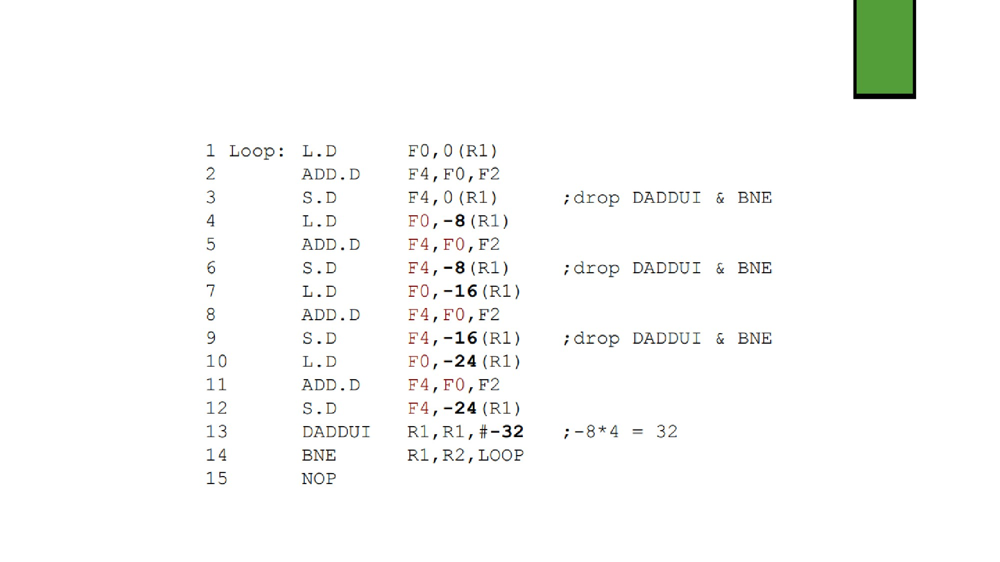 1 Loop: L.D F0,0(R1)
2 ADD.D F4,F0,F2
3 S.D F4,0(R1) ;drop DADDUI & BNE
4 L.D F0,-8(R1)
5 ADD.D F4,F0,F2
6 S.D F4,-8(R1) ;drop DADDUI & BNE
7 L.D F0,-16(R1)
8 ADD.D F4,F0,F2
9 S.D F4,-16(R1) ;drop DADDUI & BNE
10 L.D F0,-24(R1)
11 ADD.D F4,F0,F2
12 S.D F4,-24(R1)
13 DADDUI R1,R1,#-32 ;-8*4 = 32
14 BNE R1,R2,LOOP
15 NOP